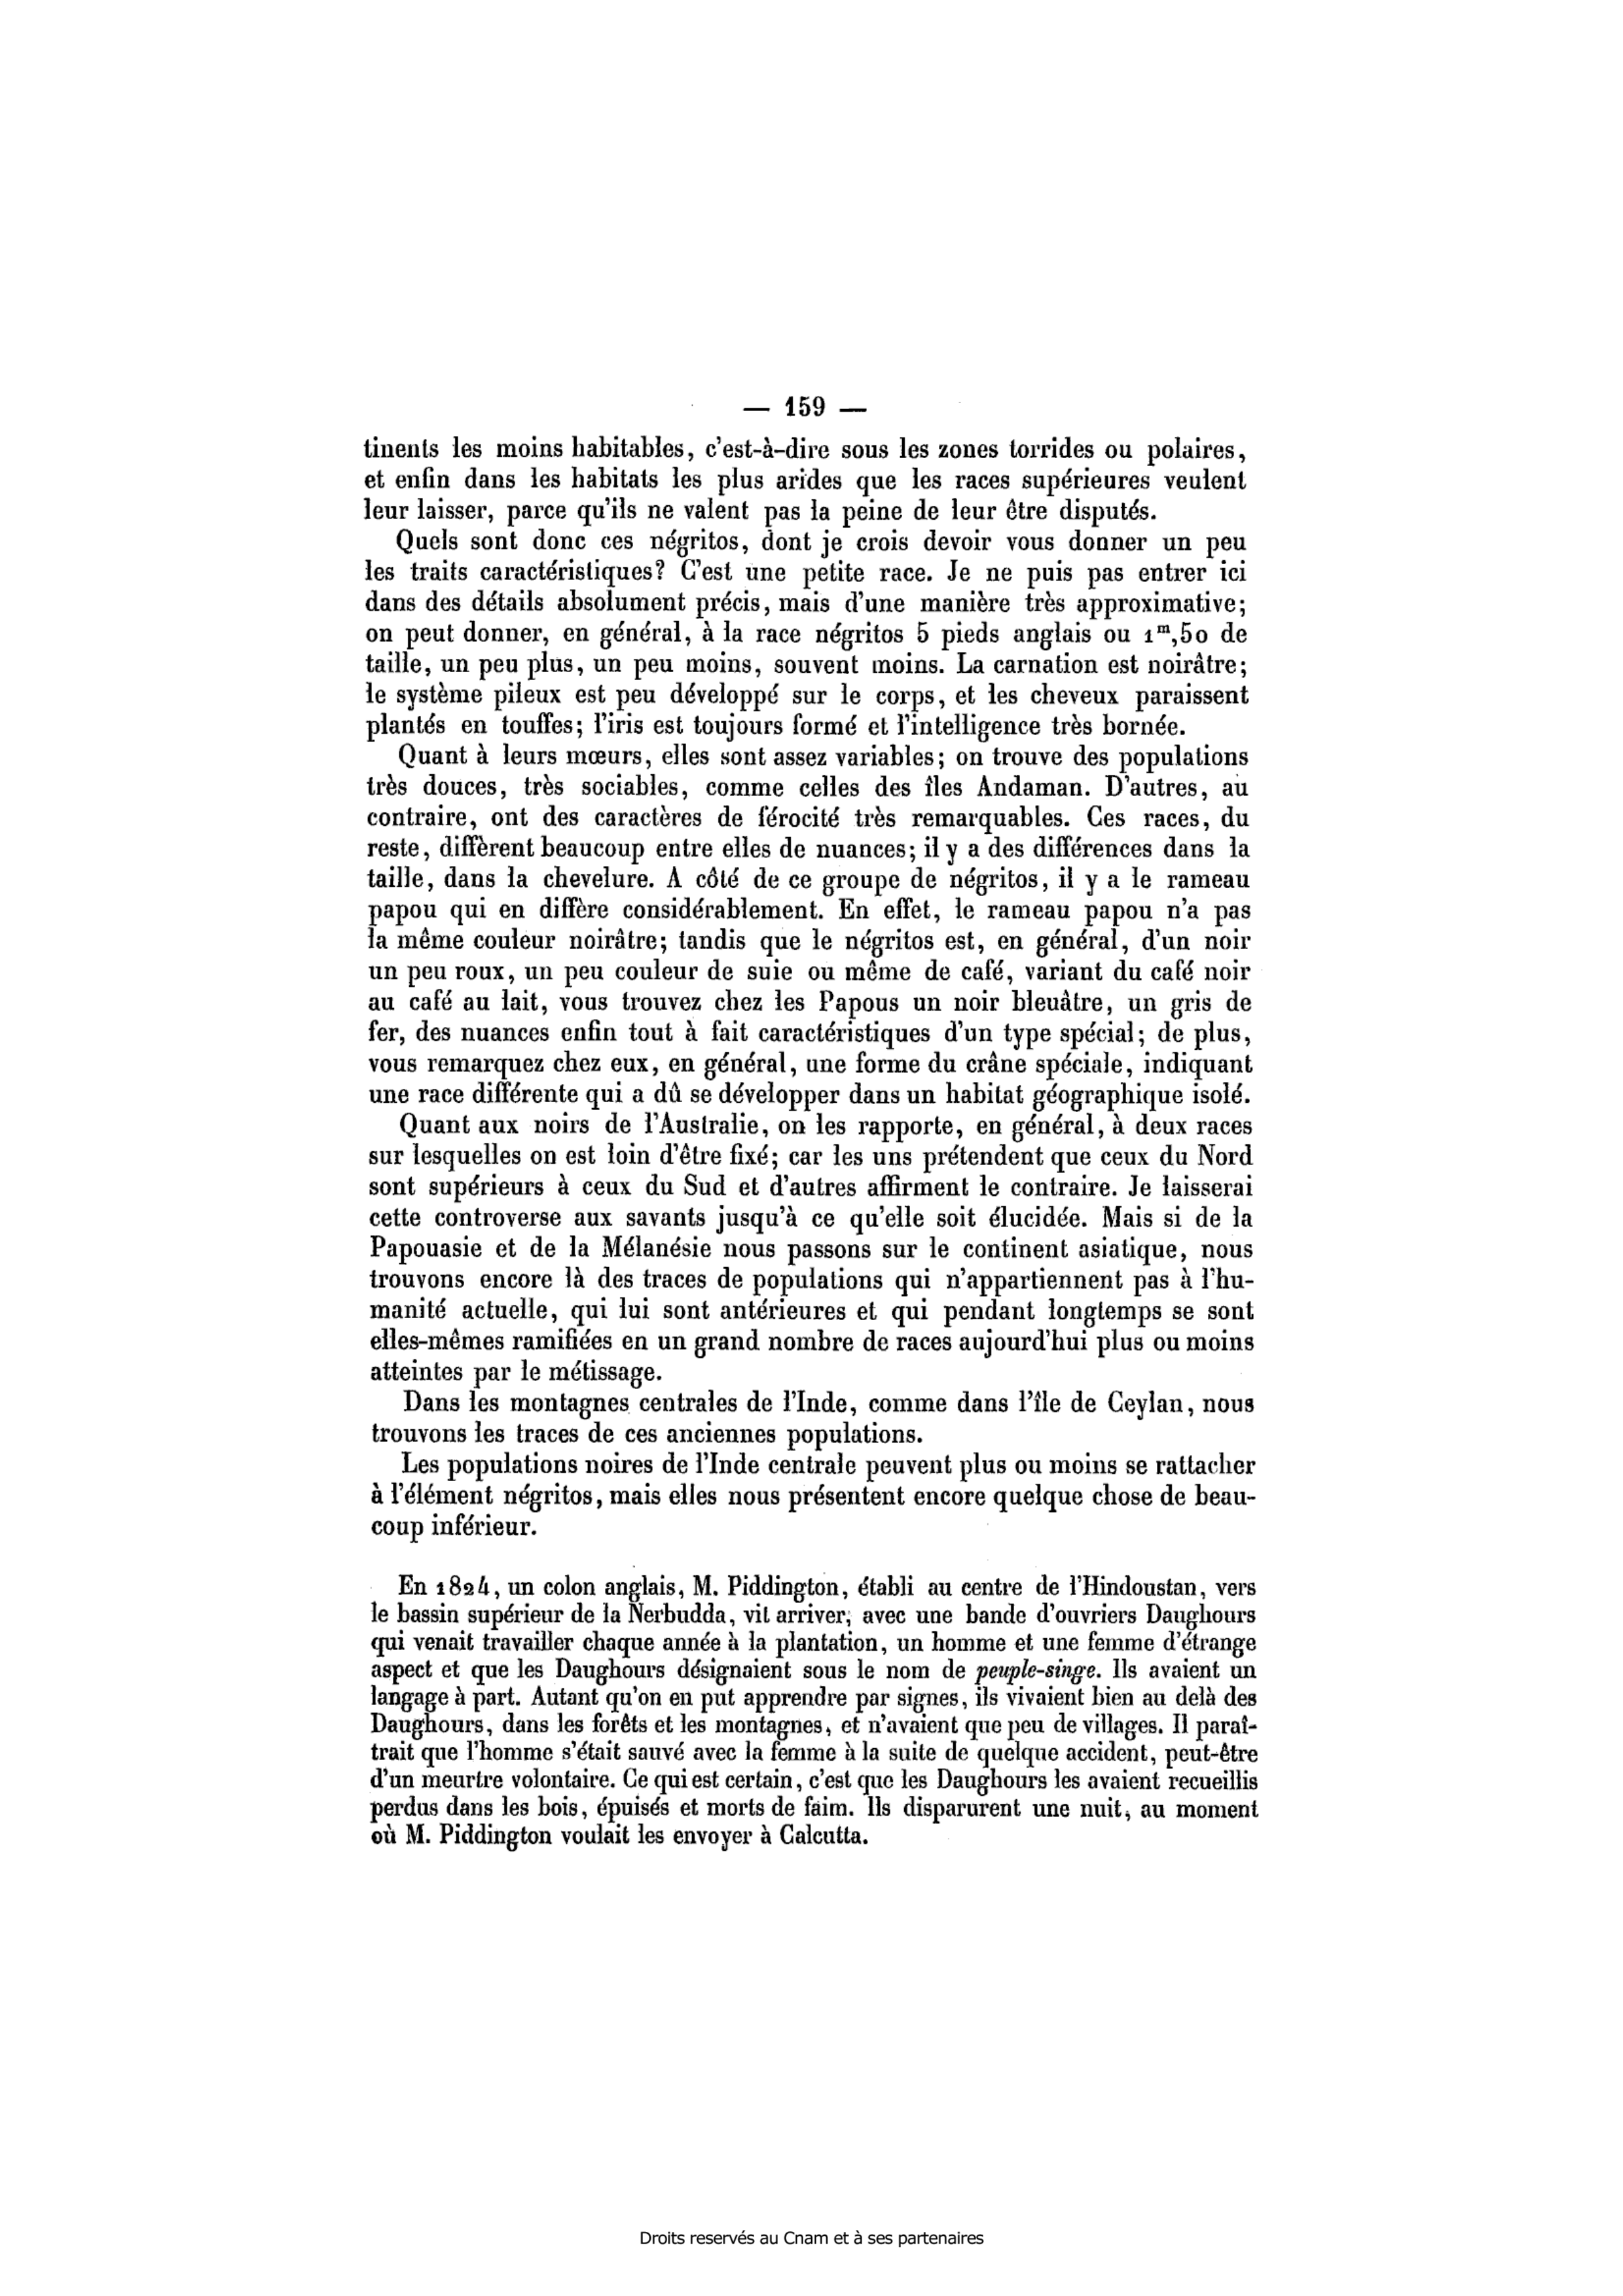 — 159 —
tinents les moins habitables, c'est-à-dire sous les zones torrides ou polaires,
et enfin dans les habitats les plus arides que les races supérieures veulent
leur laisser, parce qu'ils ne valent pas la peine de leur être disputés.
Quels sont donc ces négritos, dont je crois devoir vous donner un peu
les traits caractéristiques? C'est une petite race. Je ne puis pas entrer ici
dans des détails absolument précis, mais d'une manière très approximative;
on peut donner, en général, à la race négritos 5 pieds anglais ou 1ᵐ,50 de
taille, un peu plus, un peu moins, souvent moins. La carnation est noirâtre;
le système pileux est peu développé sur le corps, et les cheveux paraissent
plantés en touffes; l'iris est toujours formé et l'intelligence très bornée.
Quant à leurs mœurs, elles sont assez variables; on trouve des populations
très douces, très sociables, comme celles des îles Andaman. D'autres, au
contraire, ont des caractères de férocité très remarquables. Ces races, du
reste, diffèrent beaucoup entre elles de nuances; il y a des différences dans la
taille, dans la chevelure. A côté de ce groupe de négritos, il y a le rameau
papou qui en diffère considérablement. En effet, le rameau papou n'a pas
la même couleur noirâtre; tandis que le négritos est, en général, d'un noir
un peu roux, un peu couleur de suie ou même de café, variant du café noir
au café au lait, vous trouvez chez les Papous un noir bleuâtre, un gris de
fer, des nuances enfin tout à fait caractéristiques d'un type spécial; de plus,
vous remarquez chez eux, en général, une forme du crâne spéciale, indiquant
une race différente qui a dû se développer dans un habitat géographique isolé.
Quant aux noirs de l'Australie, on les rapporte, en général, à deux races
sur lesquelles on est loin d'être fixé; car les uns prétendent que ceux du Nord
sont supérieurs à ceux du Sud et d'autres affirment le contraire. Je laisserai
cette controverse aux savants jusqu'à ce qu'elle soit élucidée. Mais si de la
Papouasie et de la Mélanésie nous passons sur le continent asiatique, nous
trouvons encore là des traces de populations qui n'appartiennent pas à l'hu-
manité actuelle, qui lui sont antérieures et qui pendant longtemps se sont
elles-mêmes ramifiées en un grand nombre de races aujourd'hui plus ou moins
atteintes par le métissage.
Dans les montagnes centrales de l'Inde, comme dans l'île de Ceylan, nous
trouvons les traces de ces anciennes populations.
Les populations noires de l'Inde centrale peuvent plus ou moins se rattacher
à l'élément négritos, mais elles nous présentent encore quelque chose de beau-
coup inférieur.
En 1824, un colon anglais, M. Piddington, établi au centre de l'Hindoustan, vers
le bassin supérieur de la Nerbudda, vit arriver, avec une bande d'ouvriers Daughours
qui venait travailler chaque année à la plantation, un homme et une femme d'étrange
aspect et que les Daughours désignaient sous le nom de peuple-singe. Ils avaient un
langage à part. Autant qu'on en put apprendre par signes, ils vivaient bien au delà des
Daughours, dans les forêts et les montagnes, et n'avaient que peu de villages. Il paraî-
trait que l'homme s'était sauvé avec la femme à la suite de quelque accident, peut-être
d'un meurtre volontaire. Ce qui est certain, c'est que les Daughours les avaient recueillis
perdus dans les bois, épuisés et morts de faim. Ils disparurent une nuit, au moment
où M. Piddington voulait les envoyer à Calcutta.
Droits reservés au Cnam et à ses partenaires